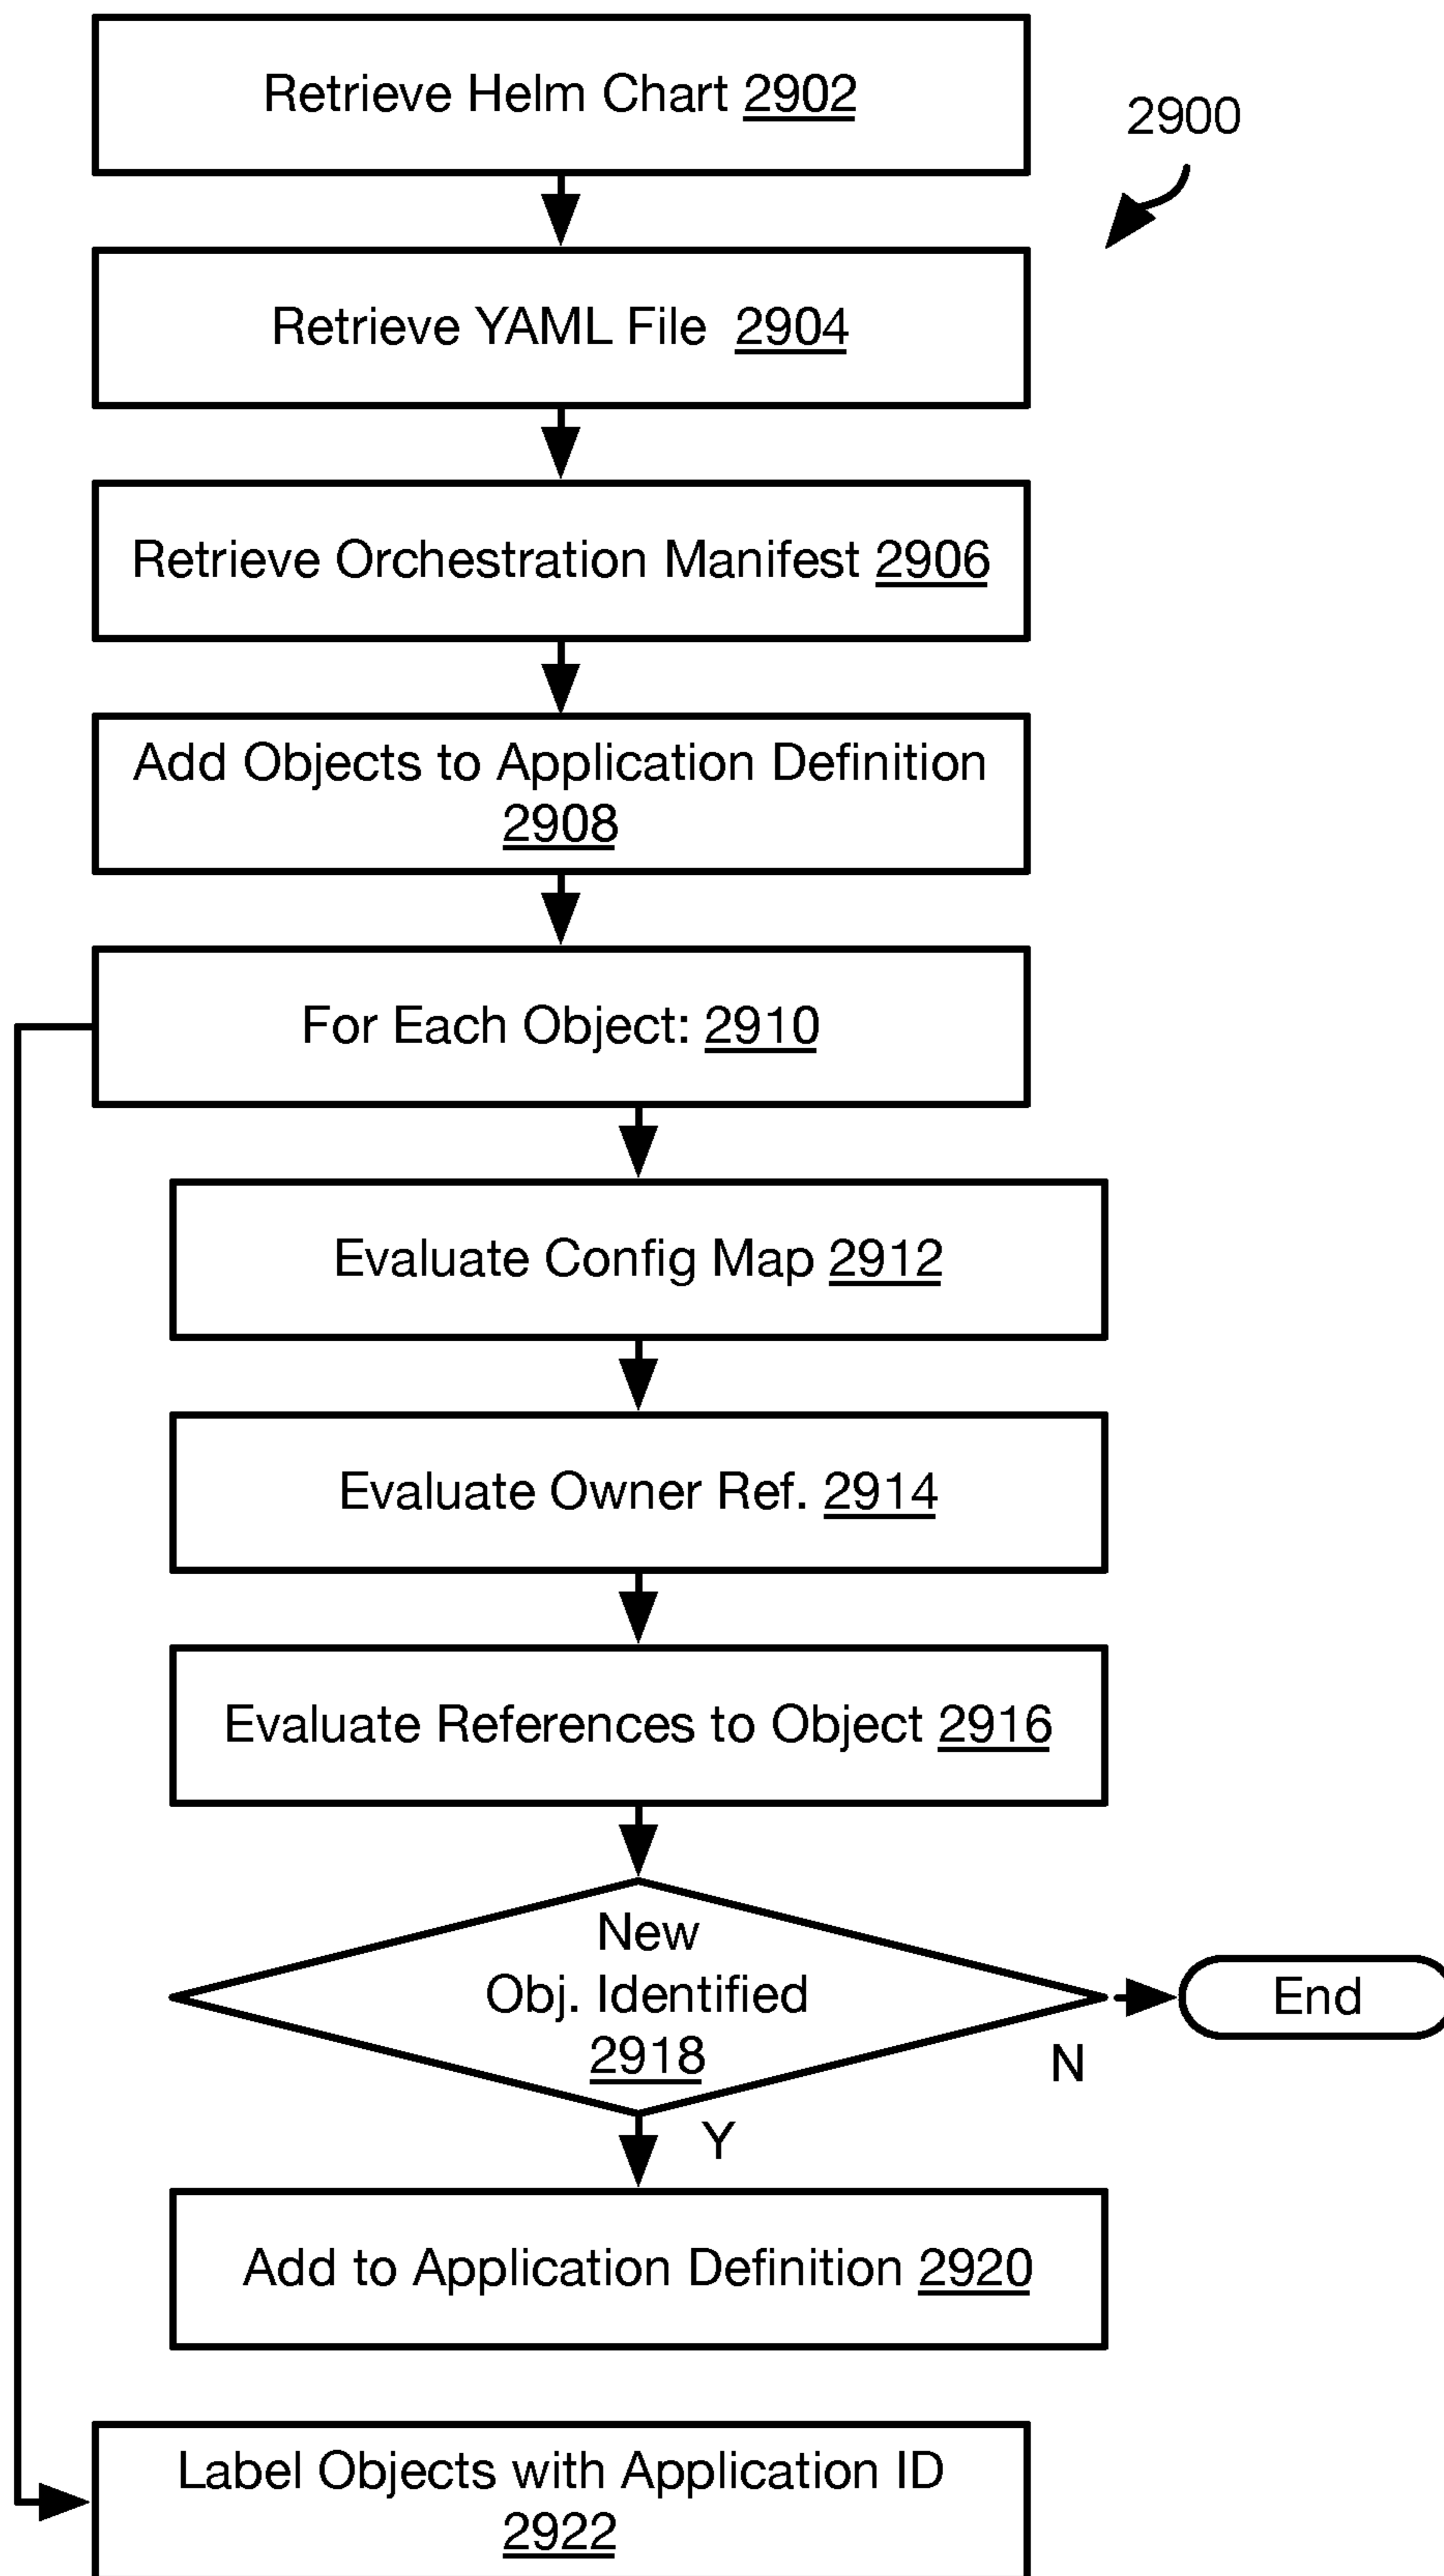 Retrieve Helm Chart 2902
2900
Retrieve YAML File 2904
Retrieve Orchestration Manifest 2906
Add Objects to Application Definition
2908
For Each Object: 2910
Evaluate Config Map 2912
Evaluate Owner Ref. 2914
Evaluate References to Object 2916
New
Obj. Identified
2918
End
N
Y
Add to Application Definition 2920
Label Objects with Application ID
2922